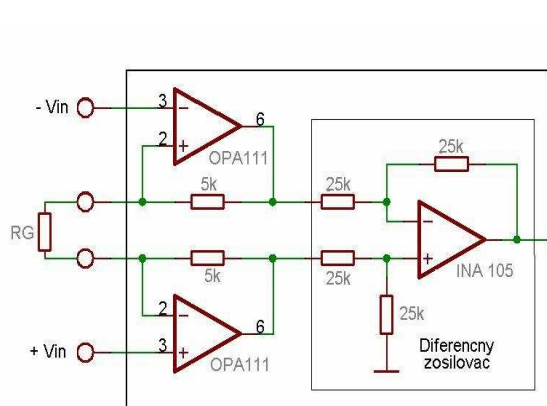 - Vin
3
-
2
+
6
OPA111
5k
25k
25k
-
+
INA 105
RG
5k
25k
25k
2
-
3
+
6
OPA111
+ Vin
Diferencny
zosilovac